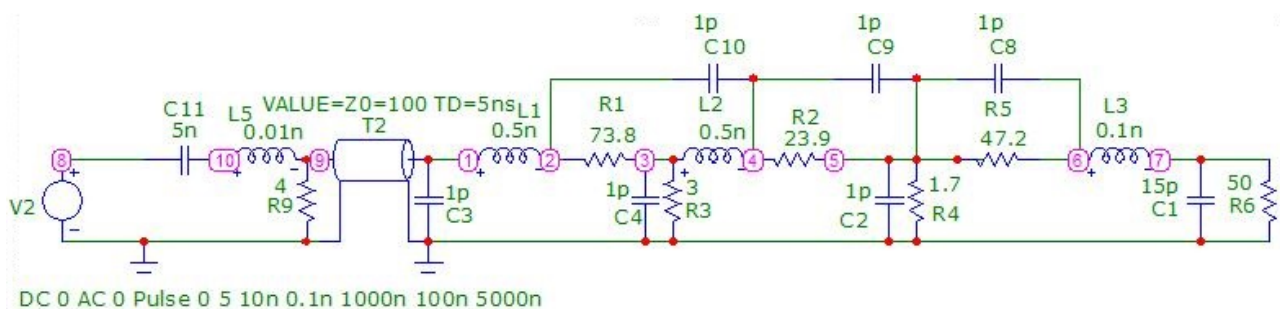 1p
C10
1p
C9
1p
C8
C11
5n
L5
0.01n
VALUE=Z0=100 TD=5ns
T2
L1
0.5n
R1
73.8
L2
0.5n
R2
23.9
R5
47.2
L3
0.1n
8
10
9
1
2
3
4
5
6
7
V2
4
R9
1p
C3
1p
C4
3
R3
1p
C2
1.7
R4
15p
C1
50
R6
DC 0 AC 0 Pulse 0 5 10n 0.1n 1000n 100n 5000n